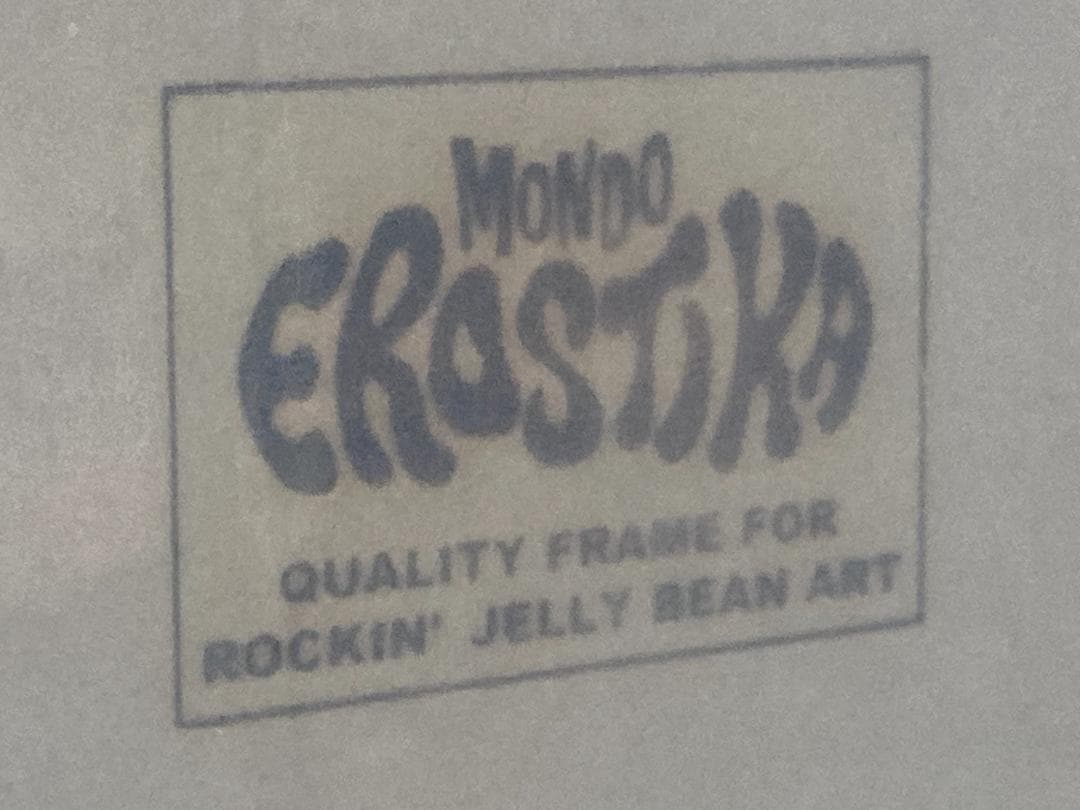 MONDO
EROSTIKA
QUALITY FRAME FOR
ROCKIN' JELLY BEAN ART